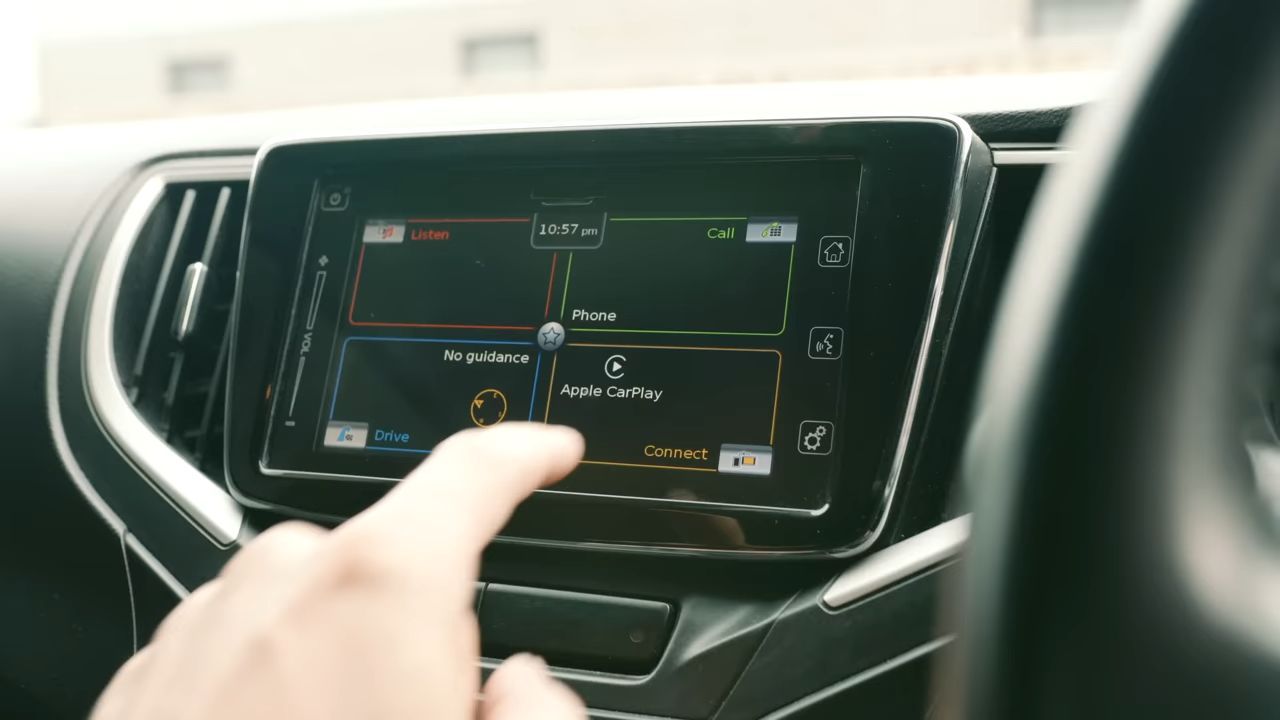 10:57 pm
Listen
Call
Phone
VOL
No guidance
Apple CarPlay
Drive
Connect